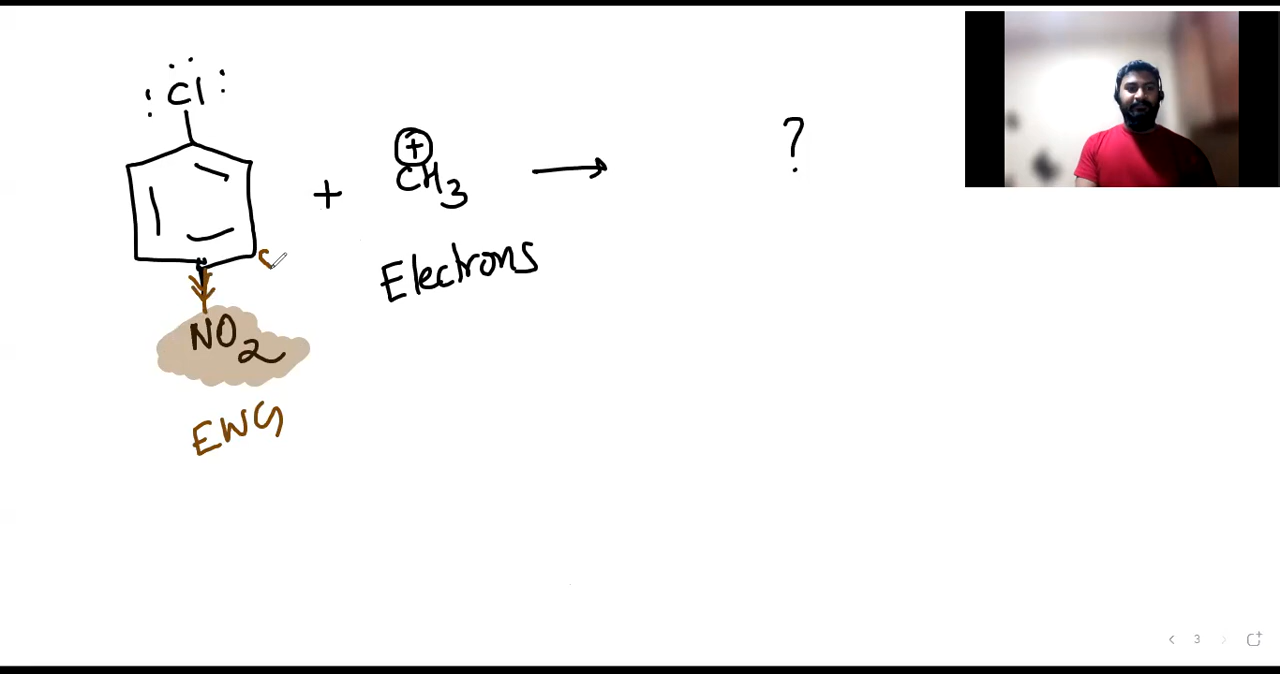 :Cl:
+ CH3 ⊕ → ?
Electrons
NO2
EWG
3